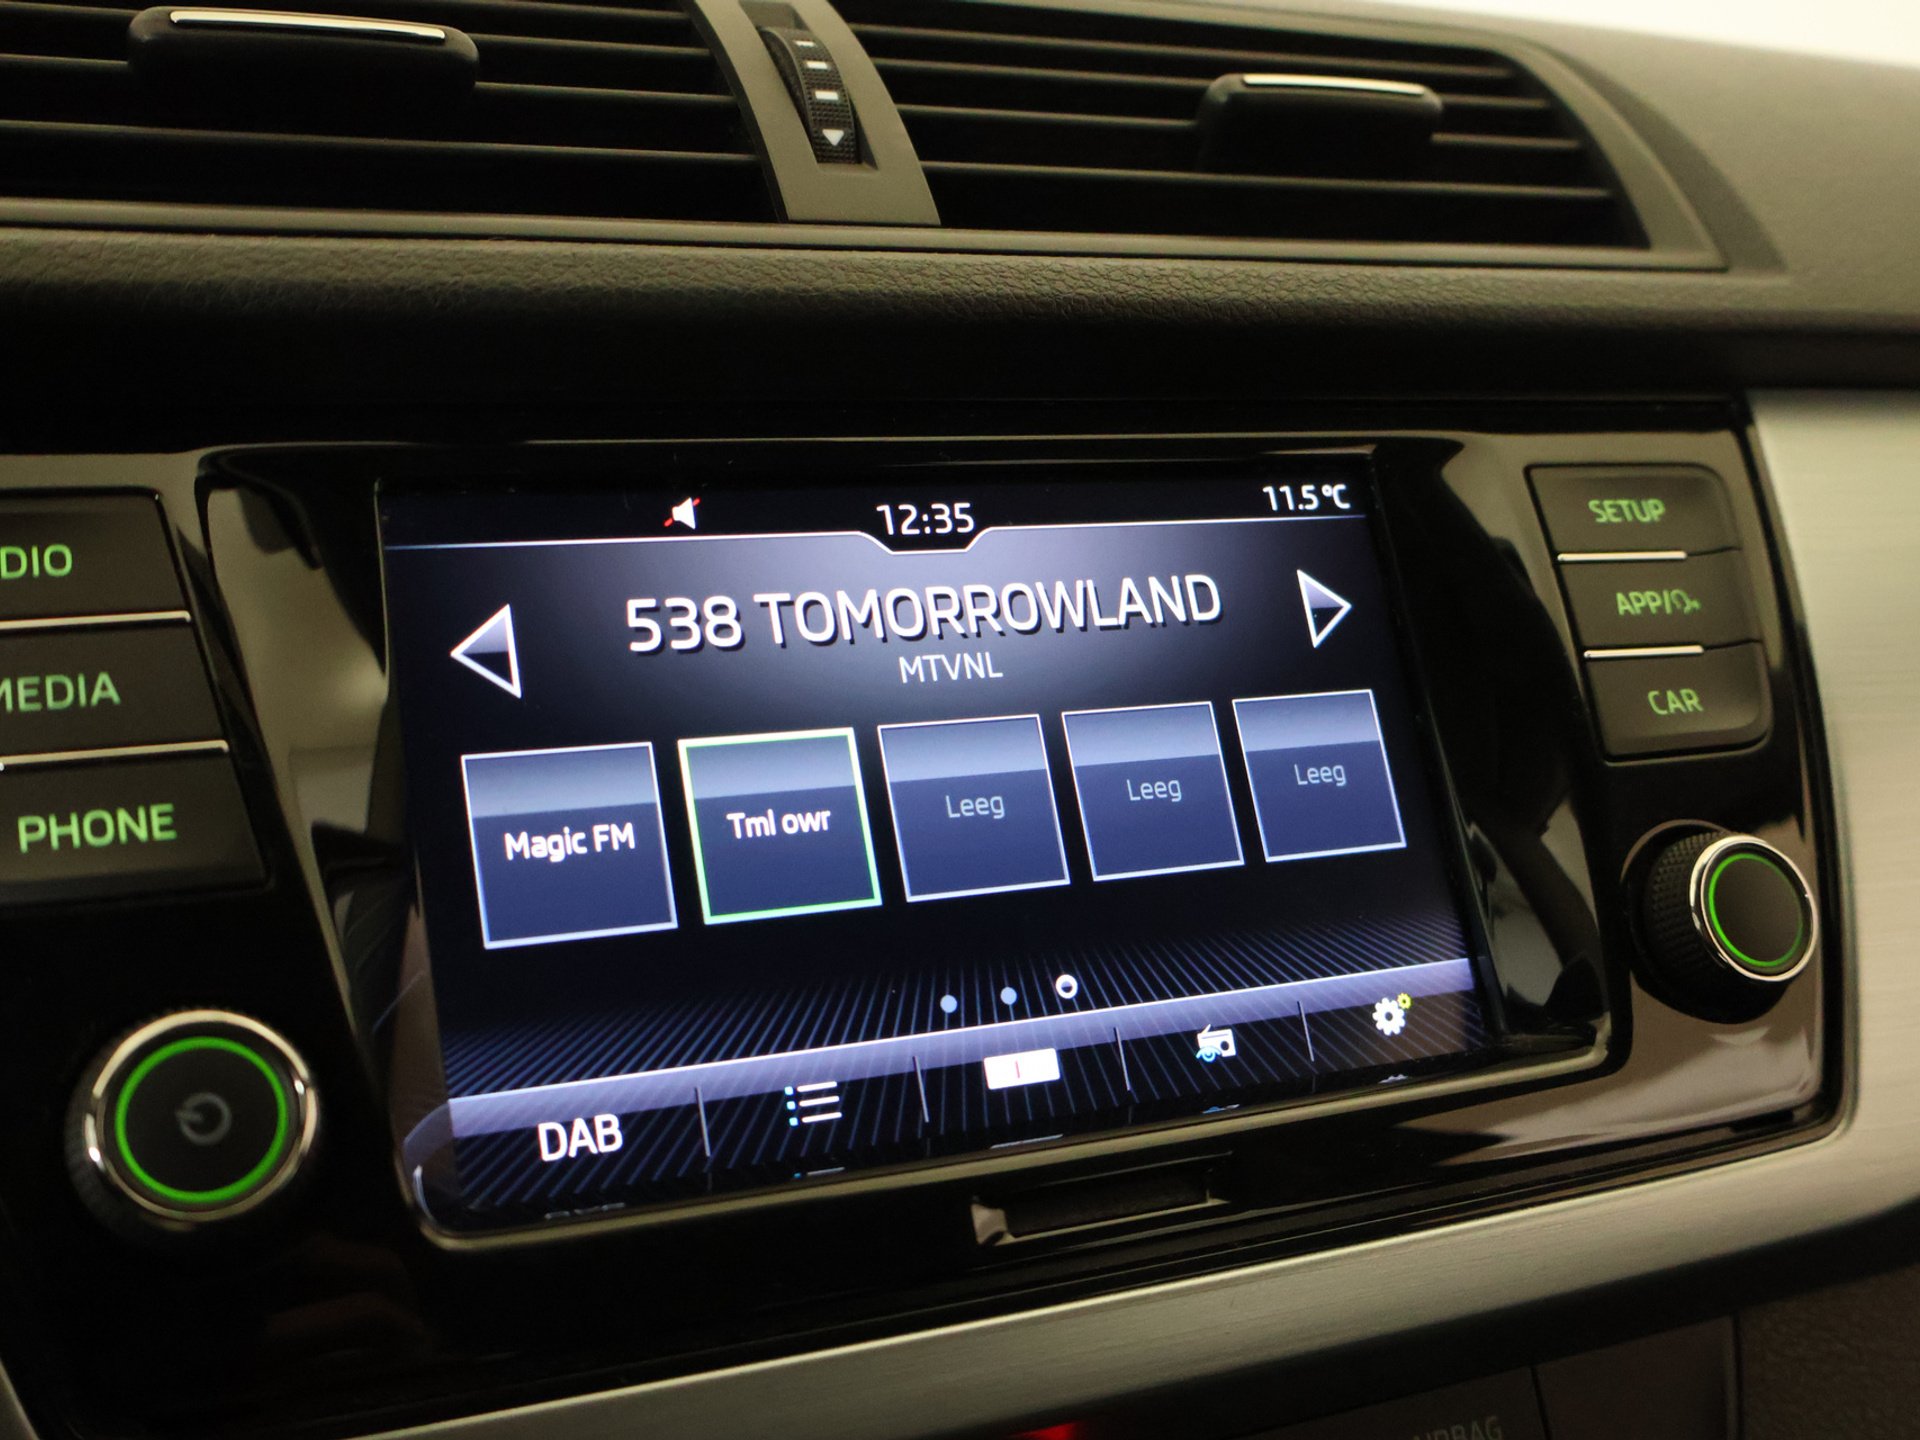 12:35
11.5°C
538 TOMORROWLAND
MTVNL
Magic FM
Tml owr
Leeg
Leeg
Leeg
DAB
DIO
MEDIA
PHONE
SETUP
APP/
CAR